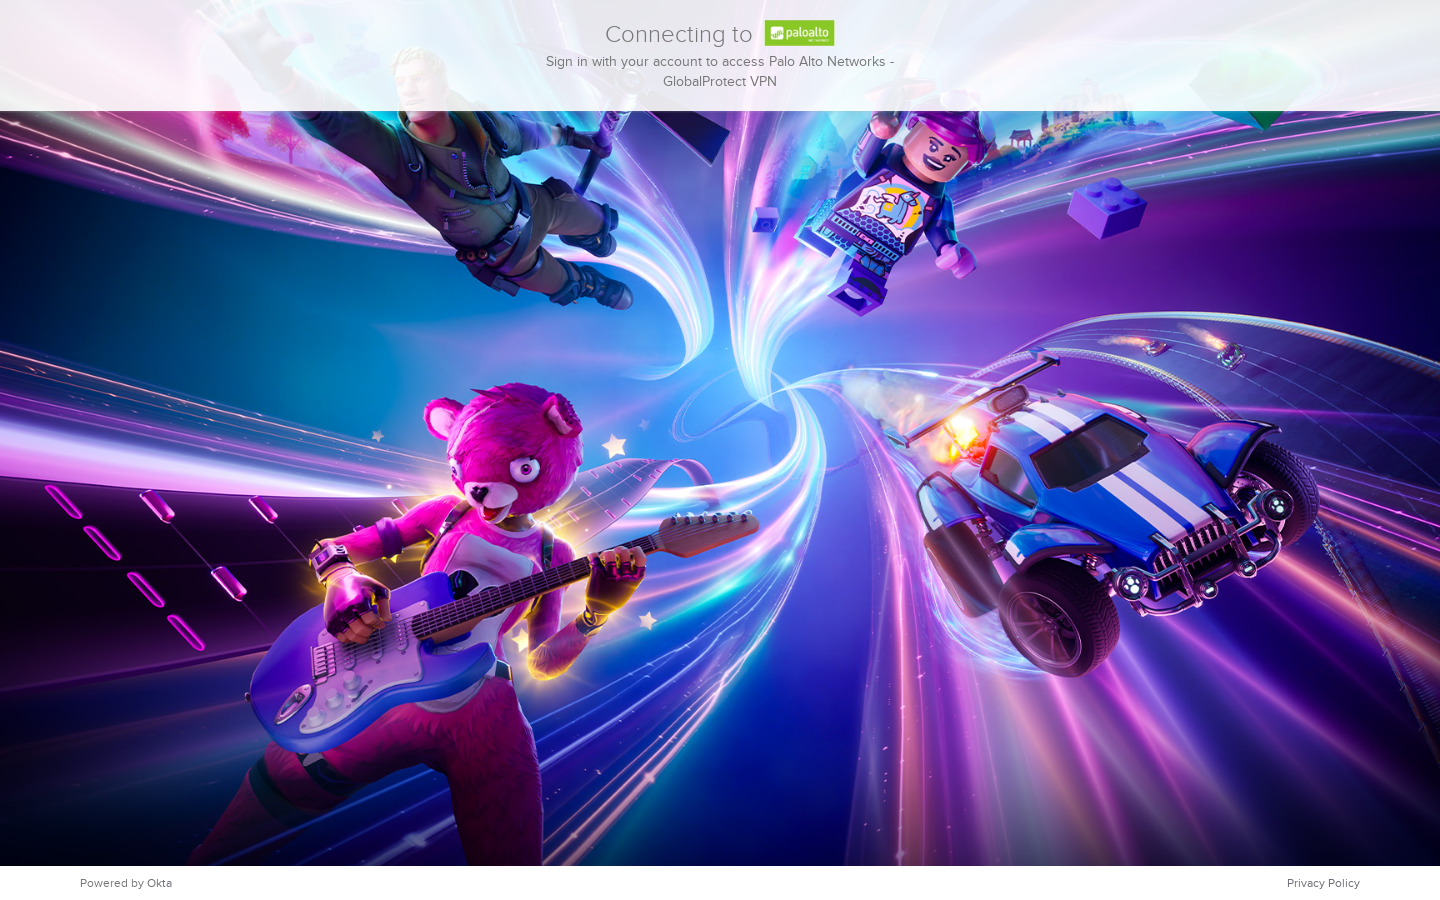 Connecting to paloalto
Sign in with your account to access Palo Alto Networks -
GlobalProtect VPN
Powered by Okta
Privacy Policy